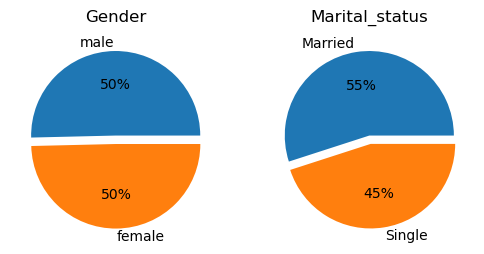 Gender
male
50%
50%
female
Marital_status
Married
55%
45%
Single